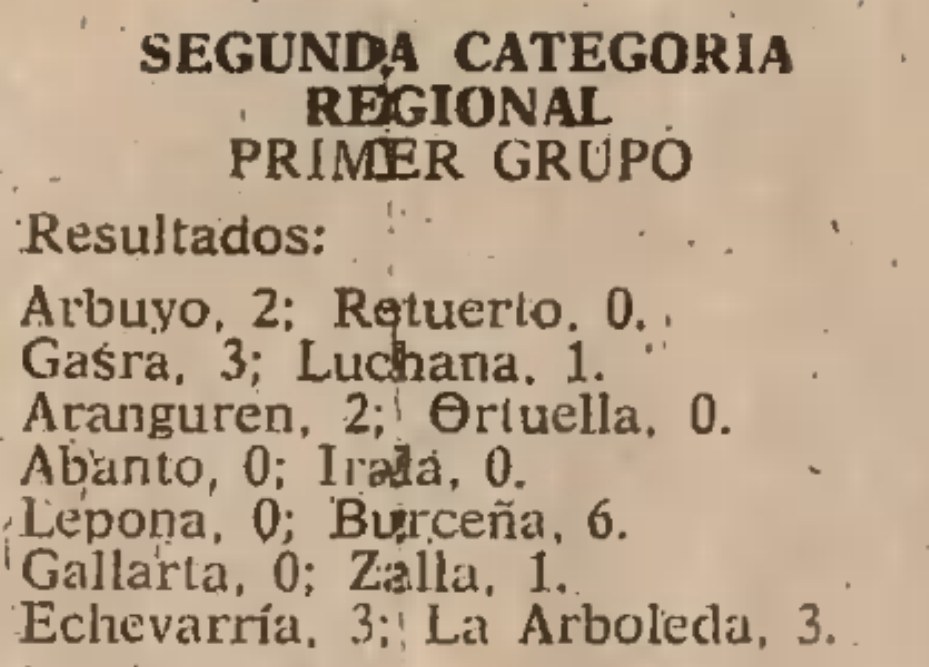 SEGUNDA CATEGORIA
REGIONAL
PRIMER GRUPO
Resultados:
Arbuyo, 2; Retuerto, 0.
Gasra, 3; Luchana, 1.
Aranguren, 2; Ortuella, 0.
Abanto, 0; Irala, 0.
Lepona, 0; Burceña, 6.
Gallarta, 0; Zalla, 1.
Echevarría, 3; La Arboleda, 3.